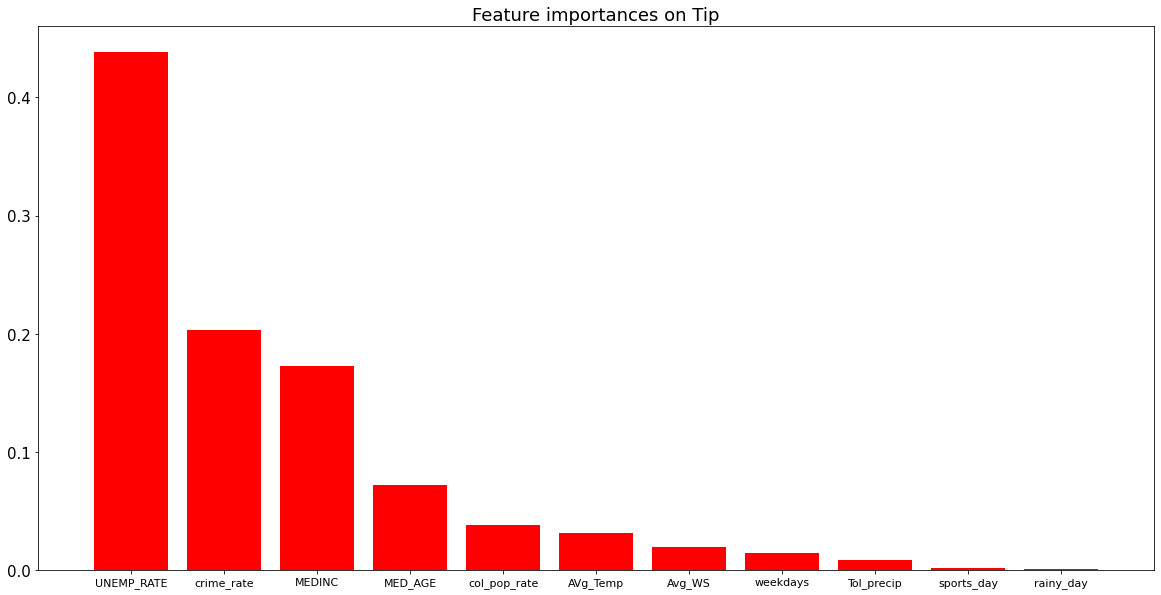 Feature importances on Tip
0.4
0.3
0.2
0.1
0.0
UNEMP_RATE crime_rate MEDINC MED_AGE col_pop_rate AVg_Temp Avg_WS weekdays Tol_precip sports_day rainy_day